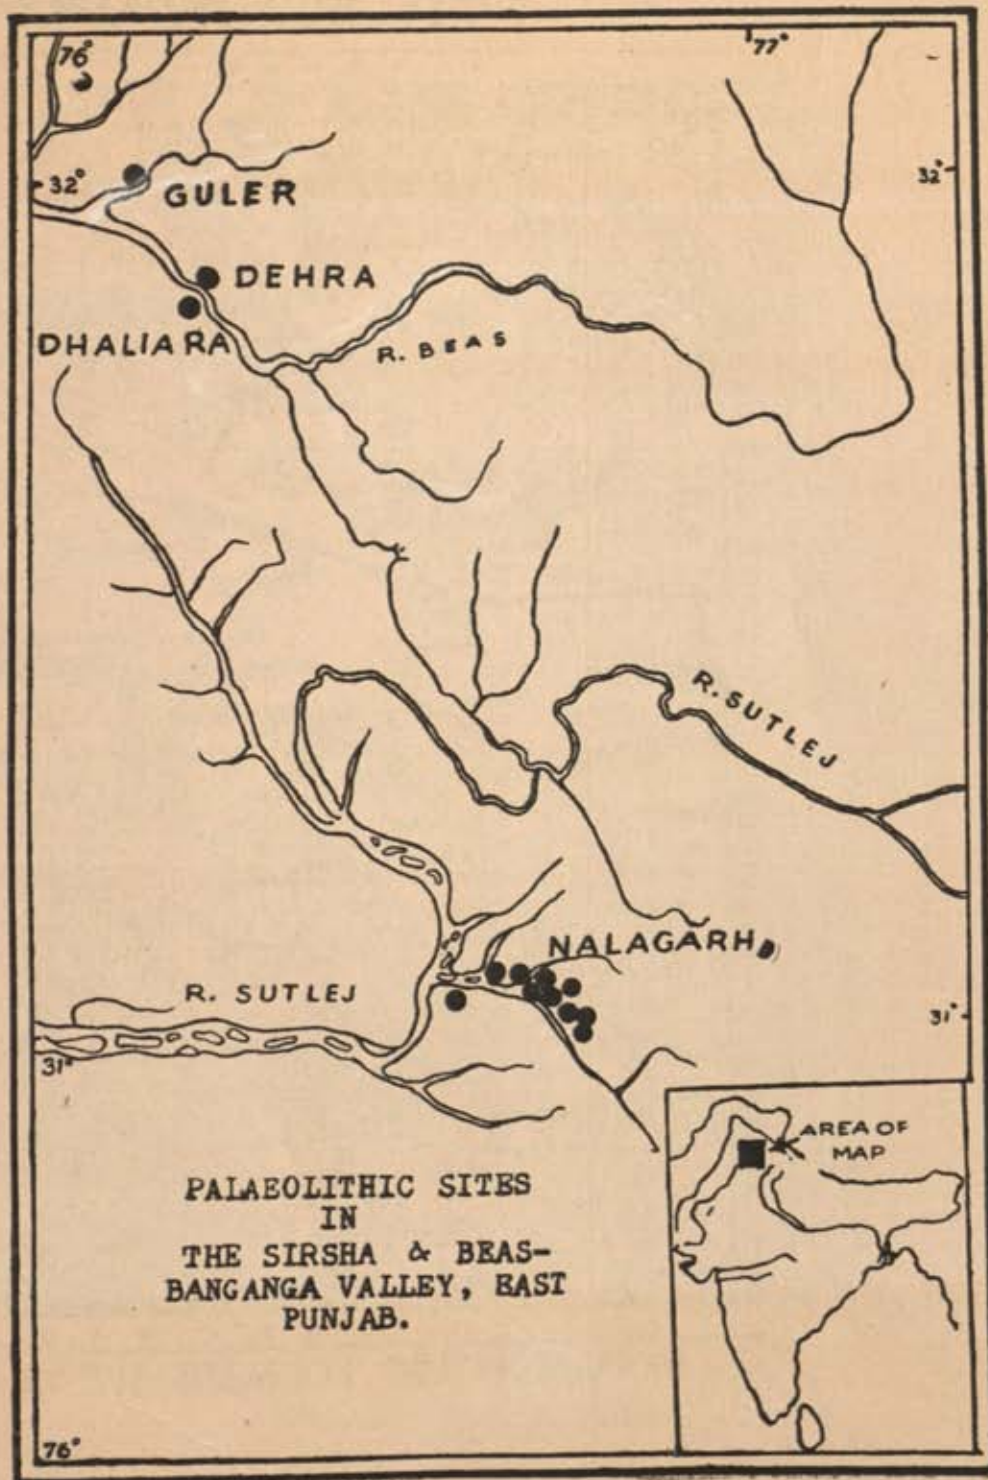 76°
77°
32°
32°
GULER
DEHRA
DHALIARA
R. BEAS
R. SUTLEJ
NALAGARH
R. SUTLEJ
31°
31°
AREA OF
MAP
PALAEOLITHIC SITES
IN
THE SIRSHA & BEAS-
BANGANGA VALLEY, EAST
PUNJAB.
76°